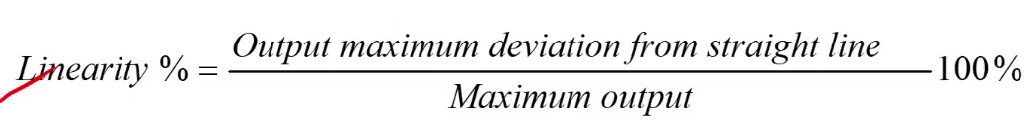 Output maximum deviation from straight line
Linearity % = 100%
Maximum output